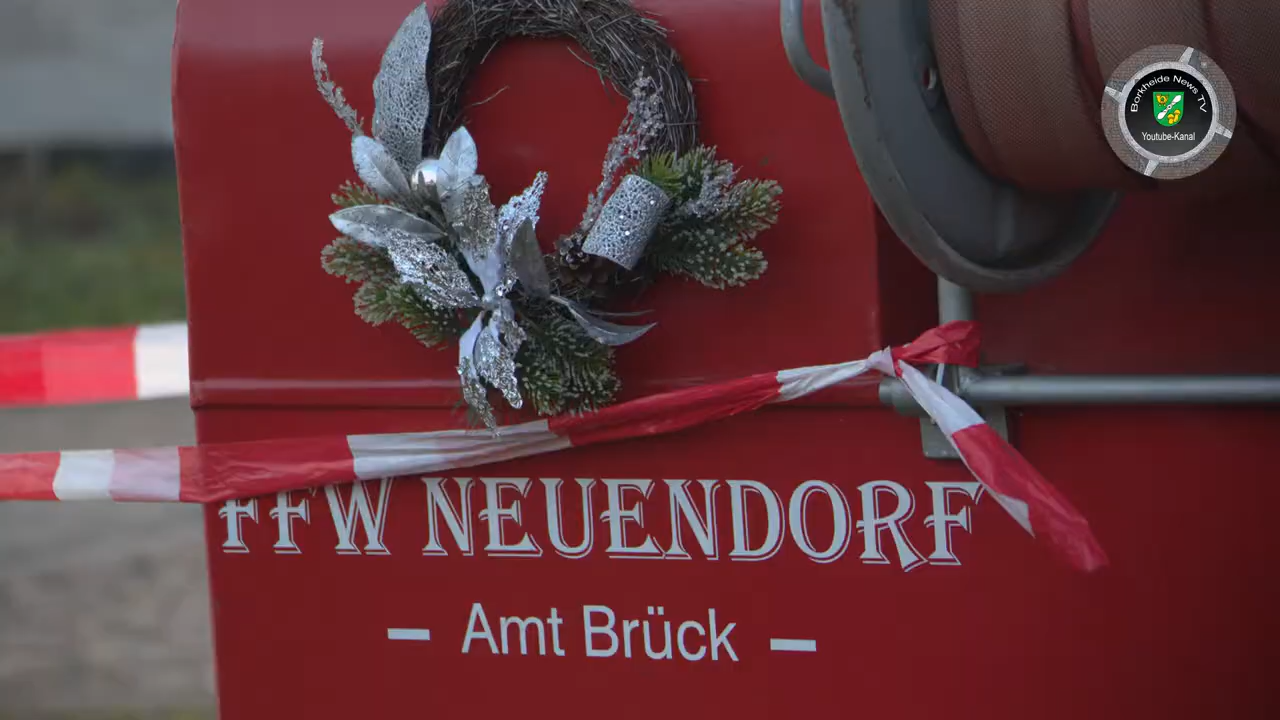 Borkheide News TV
Youtube-Kanal
FFW NEUENDORF
– Amt Brück –